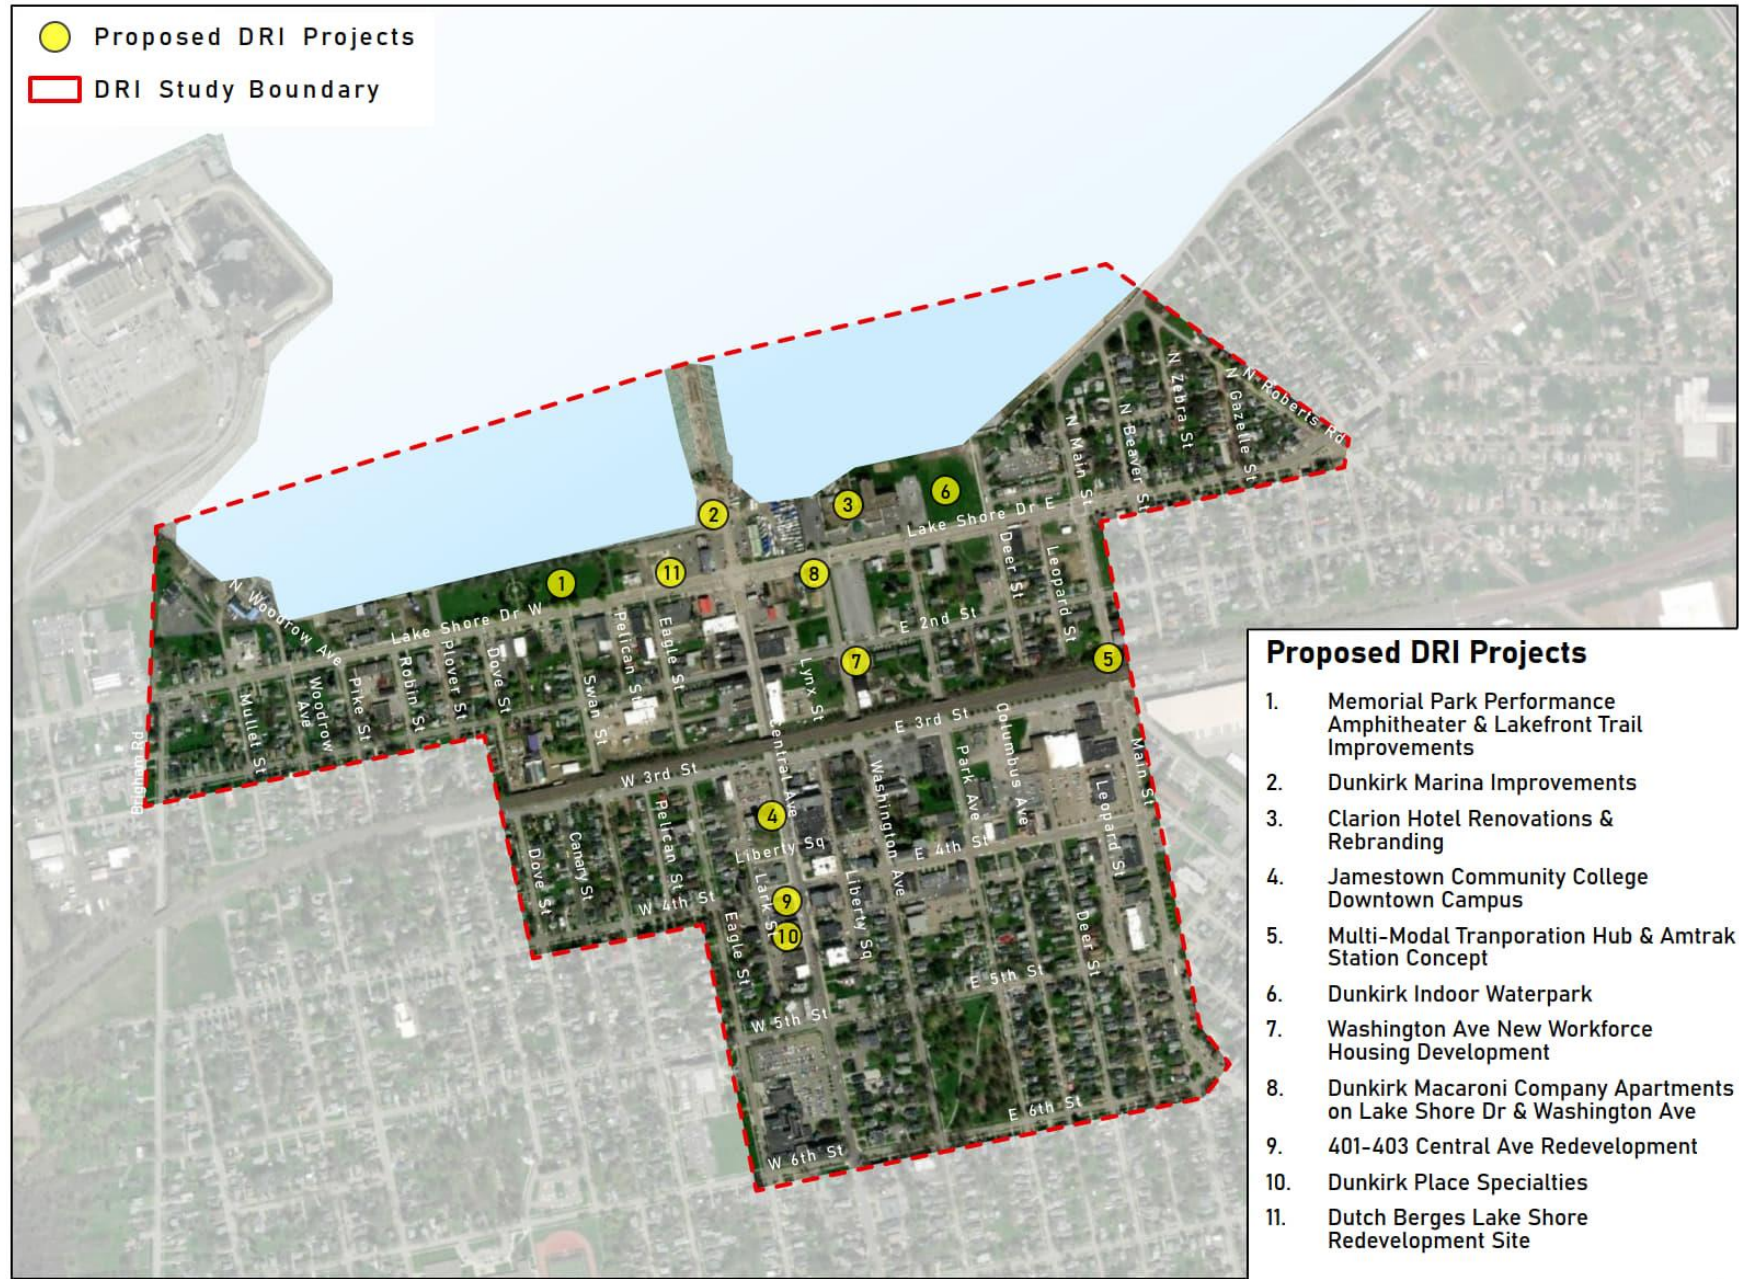 Proposed DRI Projects
DRI Study Boundary
N Roberts Rd
N Zebra St
N Gazelle St
N Beaver St
N Main St
6
3
2
Lake Shore Dr E
Deer St
Leopard St
11
8
1
N Woodrow Ave
Lake Shore Dr W
Pelican St
Eagle St
E 2nd St
7
5
Plover St
Dove St
Robin St
Lynx St
Swan St
Pike St
Woodrow
Ave
Mullet St
Brigham Rd
E 3rd St
Columbus Ave
Central Ave
W 3rd St
Main St
Park Ave
Washington Ave
Leopard St
4
Pelican St
Canary St
Dove St
Liberty Sq
E 4th St
Lark St
Liberty Sq
9
W 4th St
10
Eagle St
Deer St
E 5th St
W 5th St
E 6th St
W 6th St
Proposed DRI Projects
1. Memorial Park Performance
Amphitheater & Lakefront Trail
Improvements
2. Dunkirk Marina Improvements
3. Clarion Hotel Renovations &
Rebranding
4. Jamestown Community College
Downtown Campus
5. Multi-Modal Tranporation Hub & Amtrak
Station Concept
6. Dunkirk Indoor Waterpark
7. Washington Ave New Workforce
Housing Development
8. Dunkirk Macaroni Company Apartments
on Lake Shore Dr & Washington Ave
9. 401-403 Central Ave Redevelopment
10. Dunkirk Place Specialties
11. Dutch Berges Lake Shore
Redevelopment Site